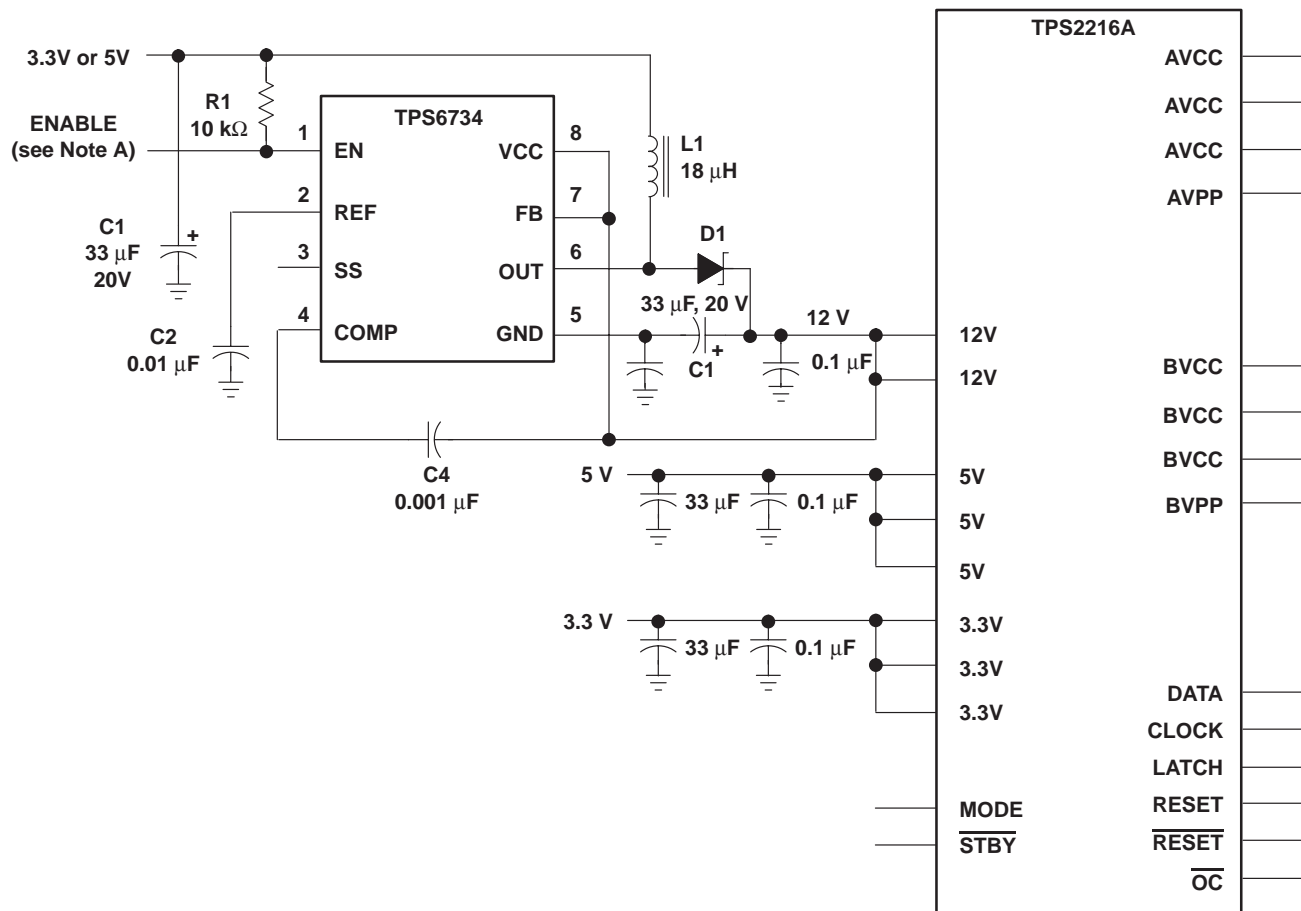 TPS2216A
3.3V or 5V
ENABLE
(see Note A)
R1
10 kΩ
C1
33 μF
20V
+
C2
0.01 μF
TPS6734
1
EN
2
REF
3
SS
4
COMP
8
VCC
7
FB
6
OUT
5
GND
L1
18 μH
D1
33 μF, 20 V
C1
+
12 V
0.1 μF
C4
0.001 μF
5 V
33 μF
0.1 μF
3.3 V
33 μF
0.1 μF
12V
12V
5V
5V
5V
3.3V
3.3V
3.3V
MODE
S̅T̅B̅Y̅
AVCC
AVCC
AVCC
AVPP
BVCC
BVCC
BVCC
BVPP
DATA
CLOCK
LATCH
RESET
R̅E̅S̅E̅T̅
O̅C̅